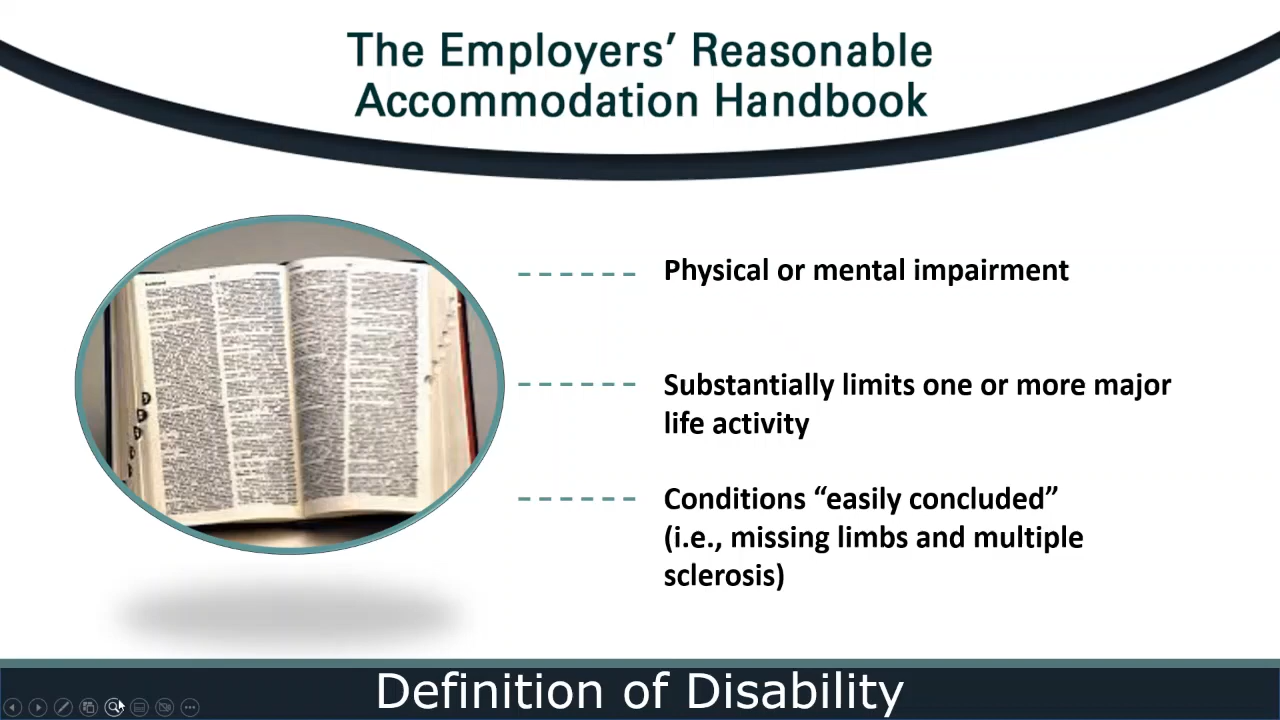 The Employers’ Reasonable
Accommodation Handbook
Physical or mental impairment
Substantially limits one or more major
life activity
Conditions “easily concluded”
(i.e., missing limbs and multiple
sclerosis)
Definition of Disability